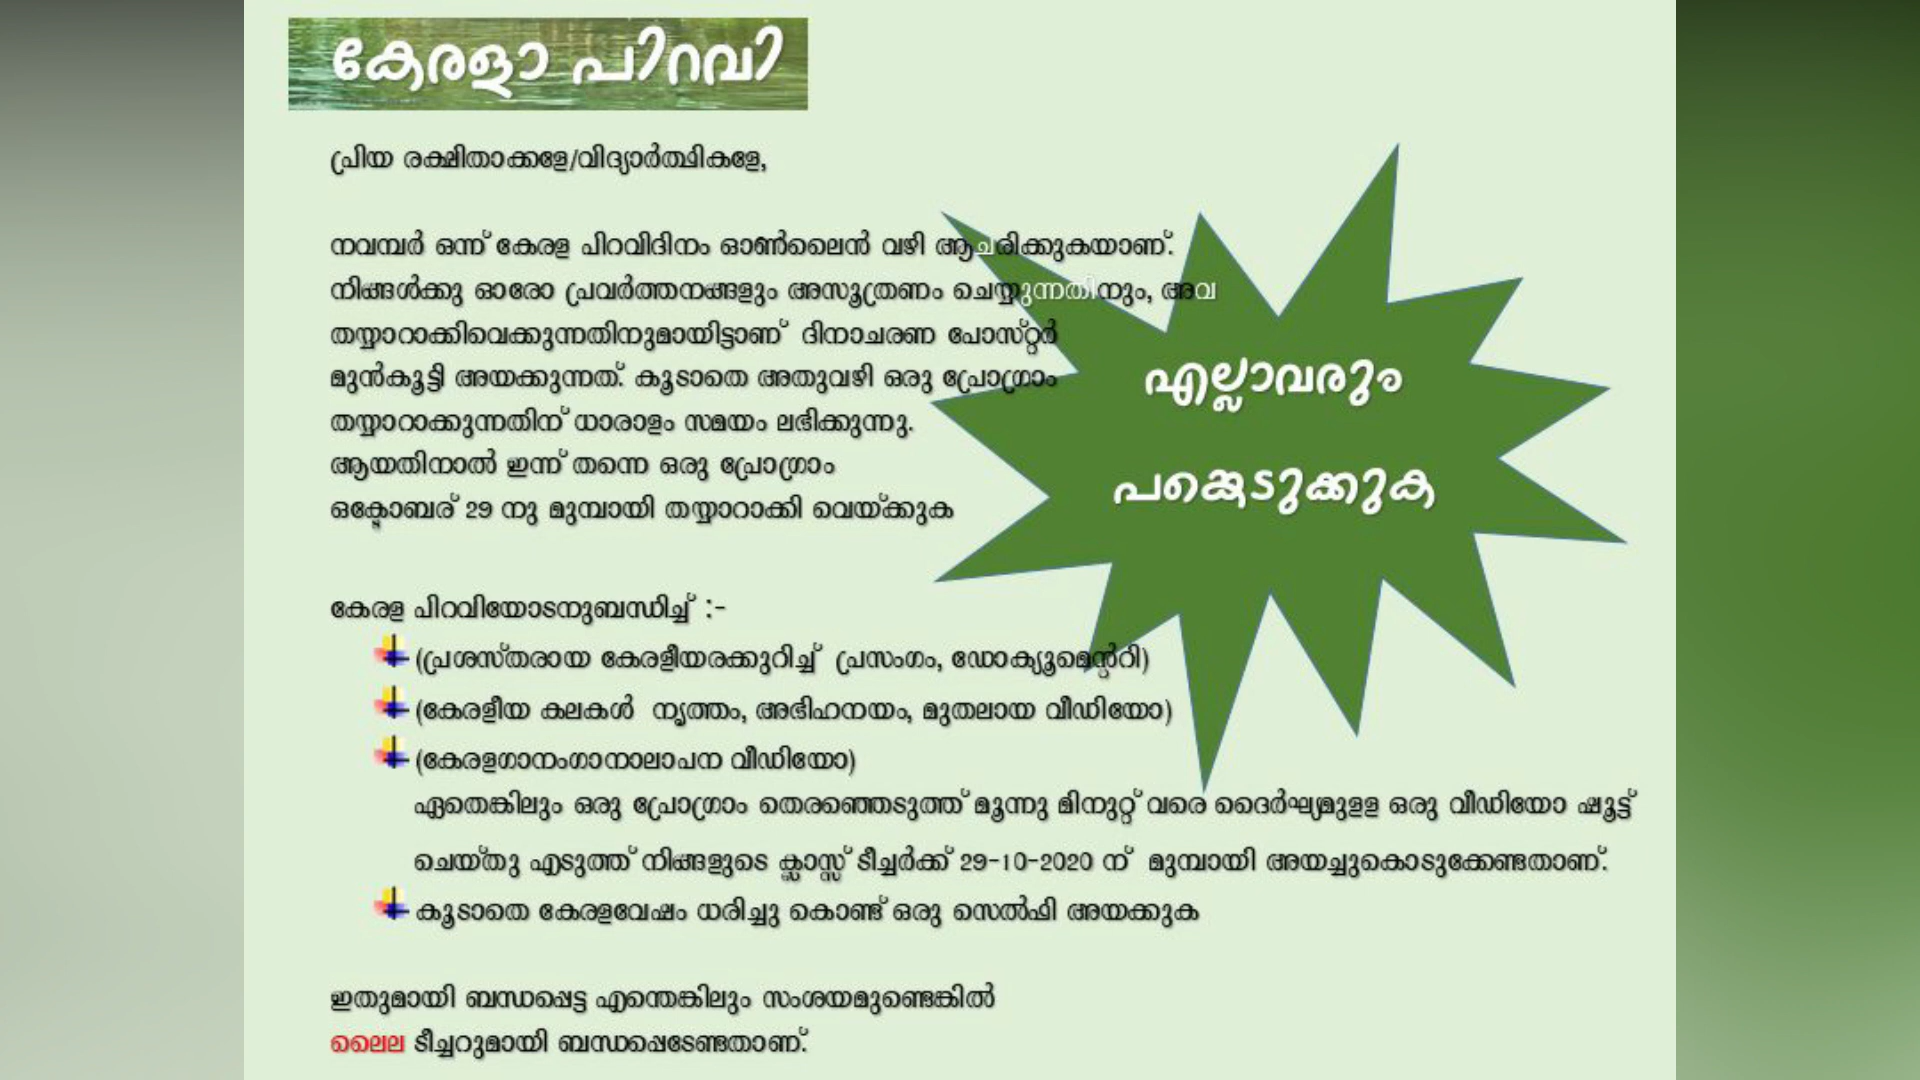 കേരളാ പിറവി
പ്രിയ രക്ഷിതാക്കളേ/വിദ്യാർത്ഥികളേ,
നവമ്പർ ഒന്ന് കേരള പിറവിദിനം ഓൺലൈൻ വഴി ആചരിക്കുകയാണ്.
നിങ്ങൾക്കു ഓരോ പ്രവർത്തനങ്ങളും അസൂത്രണം ചെയ്യുന്നതിനും, അവ
തയ്യാറാക്കിവെക്കുന്നതിനുമായിട്ടാണ് ദിനാചരണ പോസ്റ്റർ
മുൻകൂട്ടി അയക്കുന്നത്. കൂടാതെ അതുവഴി ഒരു പ്രോഗ്രാം
തയ്യാറാക്കുന്നതിന് ധാരാളം സമയം ലഭിക്കുന്നു.
ആയതിനാൽ ഇന്ന് തന്നെ ഒരു പ്രോഗ്രാം
ഒക്ടോബര് 29 നു മുമ്പായി തയ്യാറാക്കി വെയ്ക്കുക
എല്ലാവരും
പങ്കെടുക്കുക
കേരള പിറവിയോടനുബന്ധിച്ച് :-
(പ്രശസ്തരായ കേരളീയരക്കുറിച്ച് പ്രസംഗം, ഡോക്യൂമെൻ്ററി)
(കേരളീയ കലകൾ നൃത്തം, അഭിഹനയം, മുതലായ വീഡിയോ)
(കേരളഗാനംഗാനാലാപന വീഡിയോ)
ഏതെങ്കിലും ഒരു പ്രോഗ്രാം തെരഞ്ഞെടുത്ത് മൂന്നു മിനുറ്റ് വരെ ദൈർഘ്യമുളള ഒരു വീഡിയോ ഷൂട്ട്
ചെയ്തു എടുത്ത് നിങ്ങളുടെ ക്ലാസ്സ് ടീച്ചർക്ക് 29-10-2020 ന് മുമ്പായി അയച്ചുകൊടുക്കേണ്ടതാണ്.
കൂടാതെ കേരളവേഷം ധരിച്ചു കൊണ്ട് ഒരു സെൽഫി അയക്കുക
ഇതുമായി ബന്ധപ്പെട്ട എന്തെങ്കിലും സംശയമുണ്ടെങ്കിൽ
ലൈല ടീച്ചറുമായി ബന്ധപ്പെടേണ്ടതാണ്.